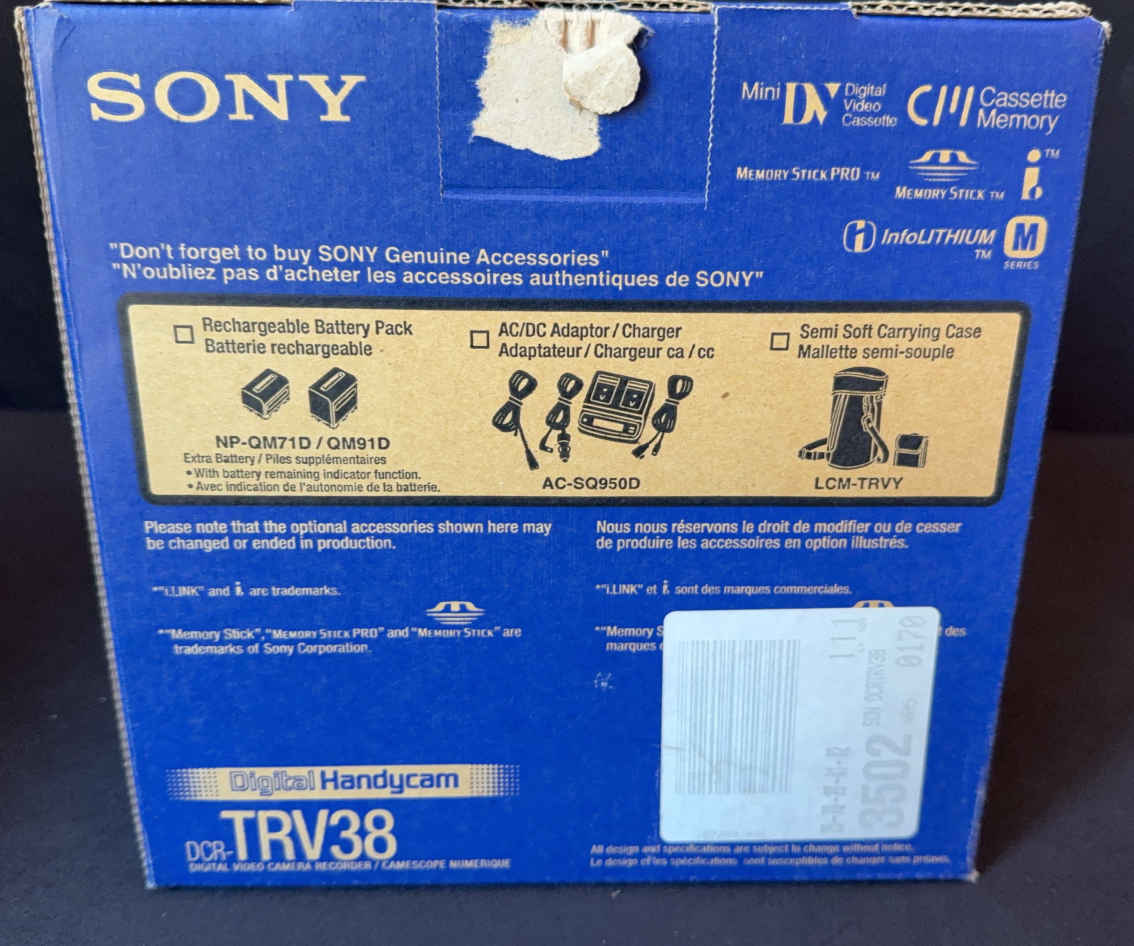 SONY
Mini DV Digital Video Cassette
CM Cassette Memory
MEMORY STICK PRO TM
MEMORY STICK TM
i TM
i InfoLITHIUM TM M SERIES
"Don't forget to buy SONY Genuine Accessories"
"N'oubliez pas d'acheter les accessoires authentiques de SONY"
Rechargeable Battery Pack
Batterie rechargeable
NP-QM71D / QM91D
Extra Battery / Piles supplémentaires
• With battery remaining indicator function.
• Avec indication de l'autonomie de la batterie.
AC/DC Adaptor / Charger
Adaptateur / Chargeur ca / cc
AC-SQ950D
Semi Soft Carrying Case
Mallette semi-souple
LCM-TRVY
Please note that the optional accessories shown here may
be changed or ended in production.
Nous nous réservons le droit de modifier ou de cesser
de produire les accessoires en option illustrés.
*"i.LINK" and i are trademarks.
*"i.LINK" et i sont des marques commerciales.
*"Memory Stick", "MEMORY STICK PRO" and "MEMORY STICK" are
trademarks of Sony Corporation.
*"Memory
des
marques
111
0170
SON DCRTRV38
3502
Digital Handycam
DCR-TRV38
DIGITAL VIDEO CAMERA RECORDER / CAMESCOPE NUMERIQUE
All design and specifications are subject to change without notice.
Le design et les spécifications sont susceptibles de changer sans préavis.